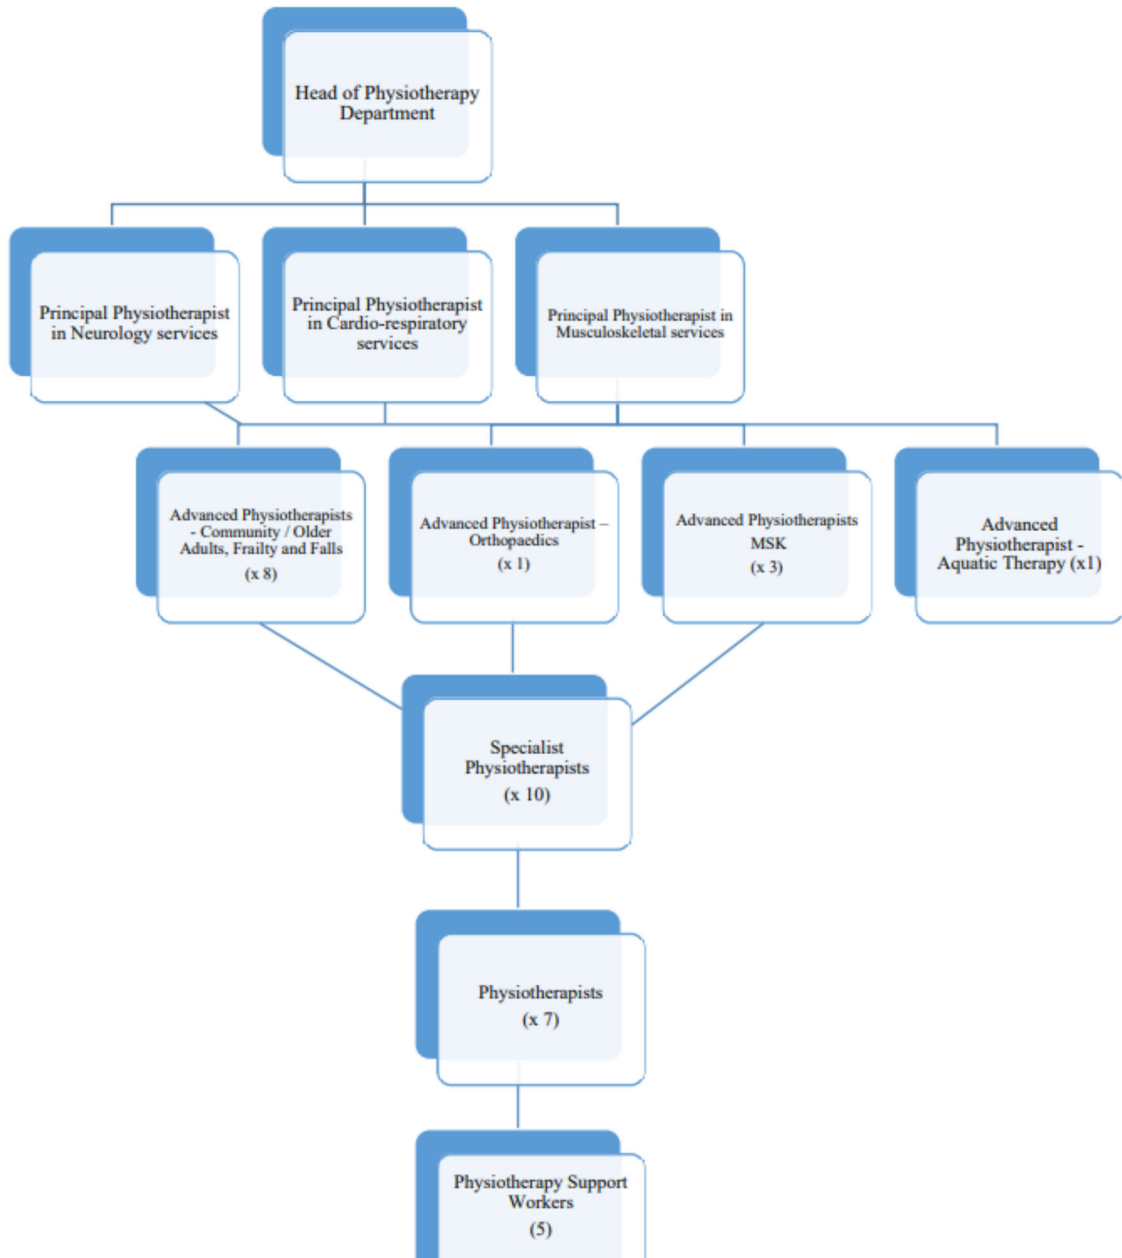 Head of Physiotherapy
Department
Principal Physiotherapist
in Neurology services
Principal Physiotherapist
in Cardio-respiratory
services
Principal Physiotherapist in
Musculoskeletal services
Advanced Physiotherapists
- Community / Older
Adults, Frailty and Falls
(x 8)
Advanced Physiotherapist –
Orthopaedics
(x 1)
Advanced Physiotherapists
MSK
(x 3)
Advanced
Physiotherapist -
Aquatic Therapy (x1)
Specialist
Physiotherapists
(x 10)
Physiotherapists
(x 7)
Physiotherapy Support
Workers
(5)